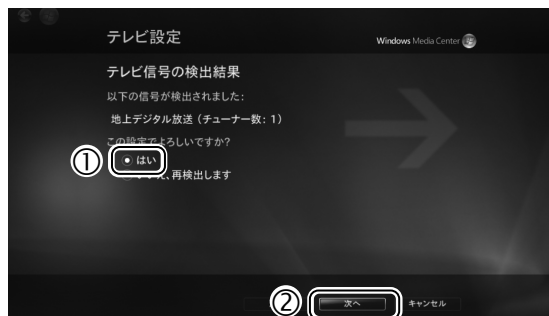 テレビ設定
Windows Media Center
テレビ信号の検出結果
以下の信号が検出されました:
地上デジタル放送 (チューナー数: 1)
この設定でよろしいですか?
① はい
、再検出します
② 次へ キャンセル